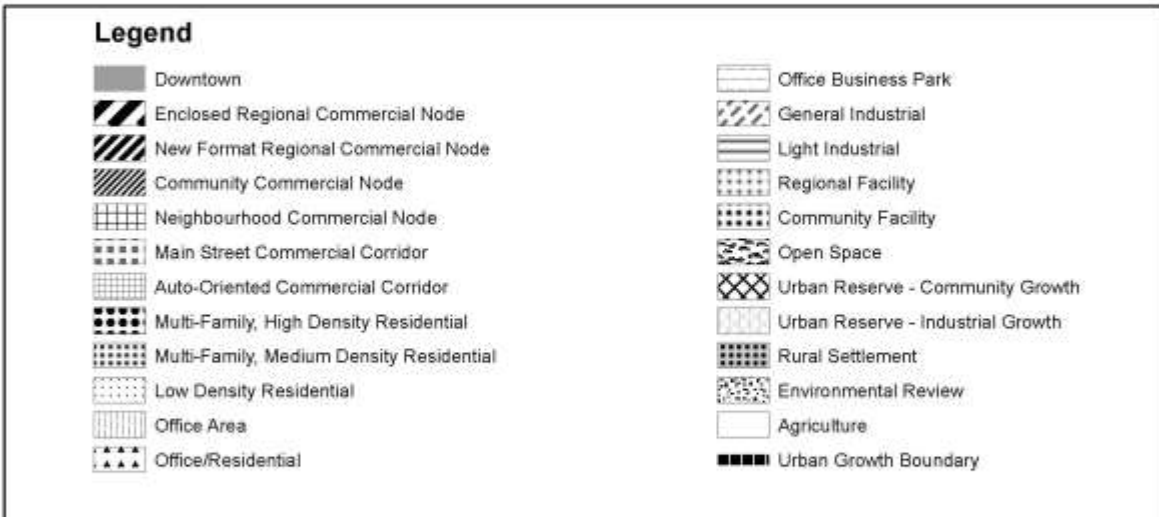 Legend
Downtown
Enclosed Regional Commercial Node
New Format Regional Commercial Node
Community Commercial Node
Neighbourhood Commercial Node
Main Street Commercial Corridor
Auto-Oriented Commercial Corridor
Multi-Family, High Density Residential
Multi-Family, Medium Density Residential
Low Density Residential
Office Area
Office/Residential
Office Business Park
General Industrial
Light Industrial
Regional Facility
Community Facility
Open Space
Urban Reserve - Community Growth
Urban Reserve - Industrial Growth
Rural Settlement
Environmental Review
Agriculture
Urban Growth Boundary